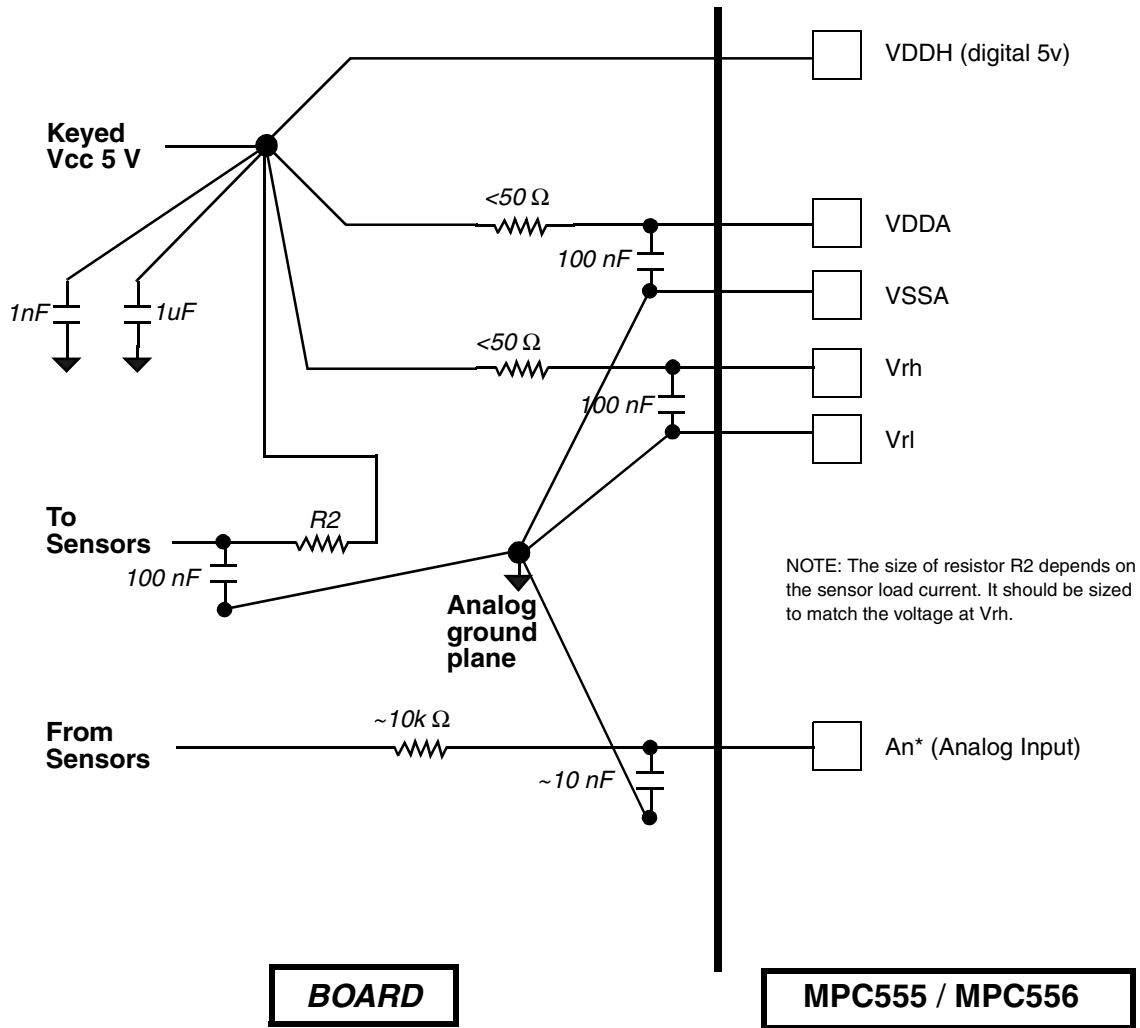 VDDH (digital 5v)
Keyed
Vcc 5 V
<50 Ω
VDDA
100 nF
VSSA
1nF
1uF
<50 Ω
Vrh
100 nF
Vrl
To
Sensors
R2
100 nF
NOTE: The size of resistor R2 depends on
the sensor load current. It should be sized
to match the voltage at Vrh.
Analog
ground
plane
From
Sensors
~10k Ω
An* (Analog Input)
~10 nF
BOARD
MPC555 / MPC556